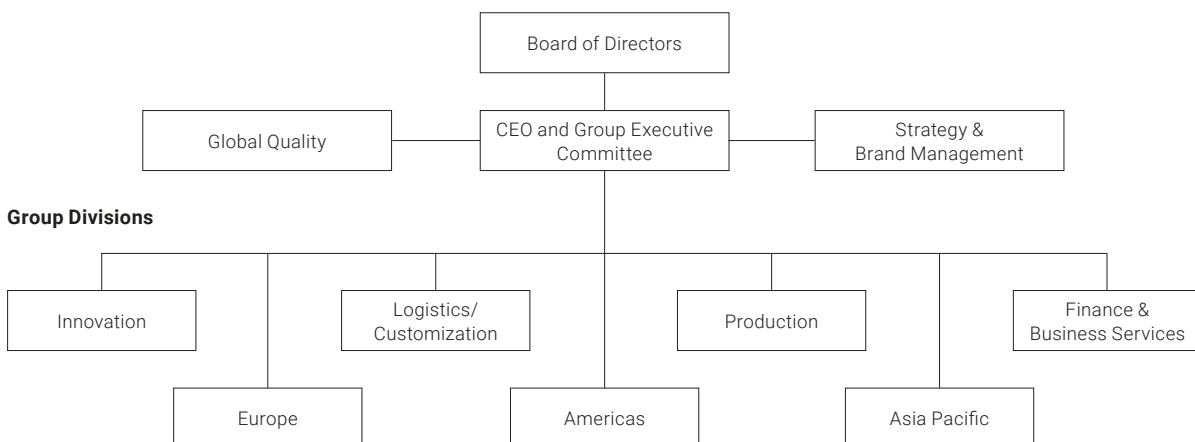 Board of Directors
Global Quality
CEO and Group Executive
Committee
Strategy &
Brand Management
Group Divisions
Innovation
Logistics/
Customization
Production
Finance &
Business Services
Europe
Americas
Asia Pacific